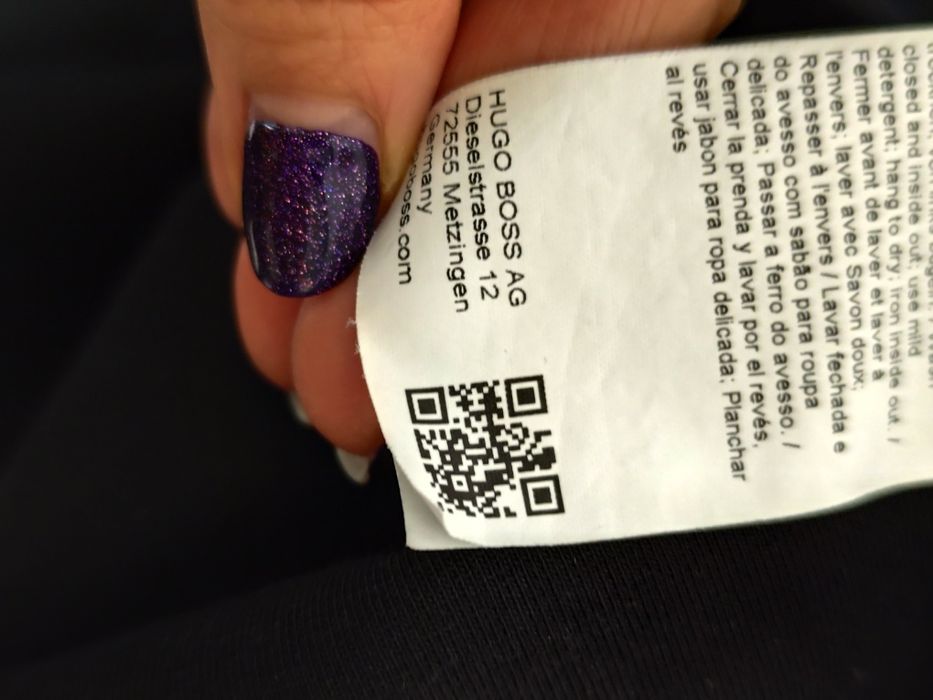 closed and inside out; use mild
detergent; hang to dry; iron inside out. /
Fermer avant de laver et laver à
l'envers; laver avec Savon doux;
Repasser à l'envers / Lavar fechada e
do avesso com sabão para roupa
delicada; Passar a ferro do avesso. /
Cerrar la prenda y lavar por el revés,
usar jabon para ropa delicada; Planchar
al revés
HUGO BOSS AG
Dieselstrasse 12
72555 Metzingen
Germany